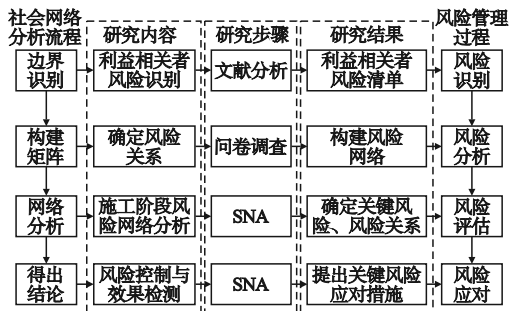 社会网络
分析流程
研究内容
研究步骤
研究结果
风险管理
过程
边界
识别
利益相关者
风险识别
文献分析
利益相关者
风险清单
风险
识别
构建
矩阵
确定风险
关系
问卷调查
构建风险
网络
风险
分析
网络
分析
施工阶段风
险网络分析
SNA
确定关键风
险、风险关系
风险
评估
得出
结论
风险控制与
效果检测
SNA
提出关键风险
应对措施
风险
应对